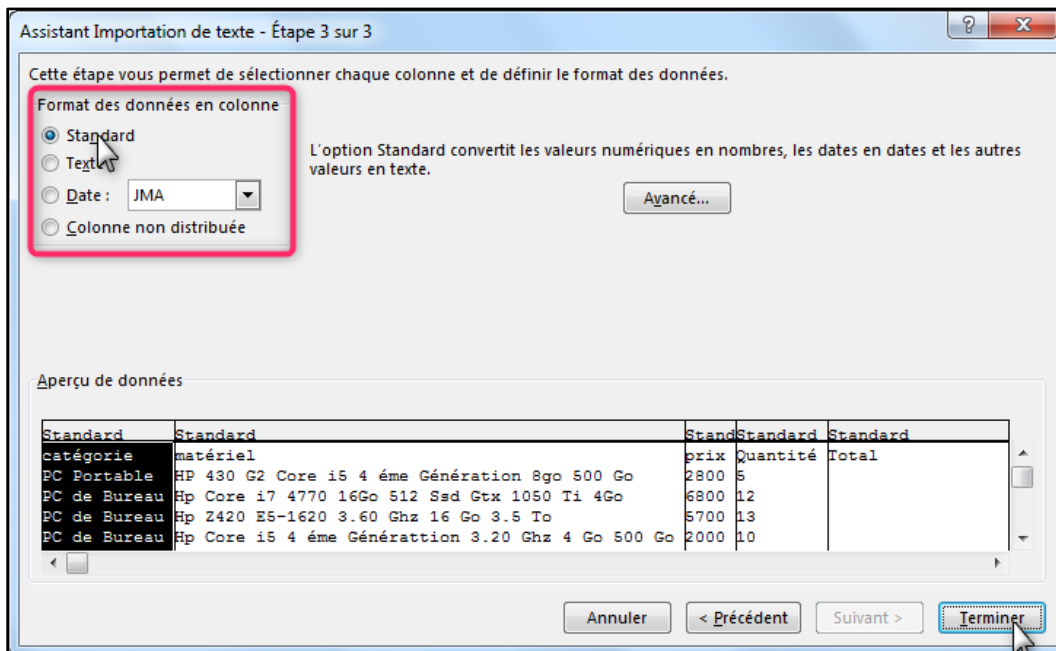 Assistant Importation de texte - Étape 3 sur 3
Cette étape vous permet de sélectionner chaque colonne et de définir le format des données.
Format des données en colonne
Standard
Texte
Date : JMA
Colonne non distribuée
L'option Standard convertit les valeurs numériques en nombres, les dates en dates et les autres
valeurs en texte.
Avancé...
Aperçu de données
Standard Standard Stand Standard Standard
catégorie matériel prix Quantité Total
PC Portable HP 430 G2 Core i5 4 éme Génération 8go 500 Go 2800 5
PC de Bureau Hp Core i7 4770 16Go 512 Ssd Gtx 1050 Ti 4Go 6800 12
PC de Bureau Hp Z420 E5-1620 3.60 Ghz 16 Go 3.5 To 5700 13
PC de Bureau Hp Core i5 4 éme Générattion 3.20 Ghz 4 Go 500 Go 2000 10
Annuler < Précédent Suivant > Terminer